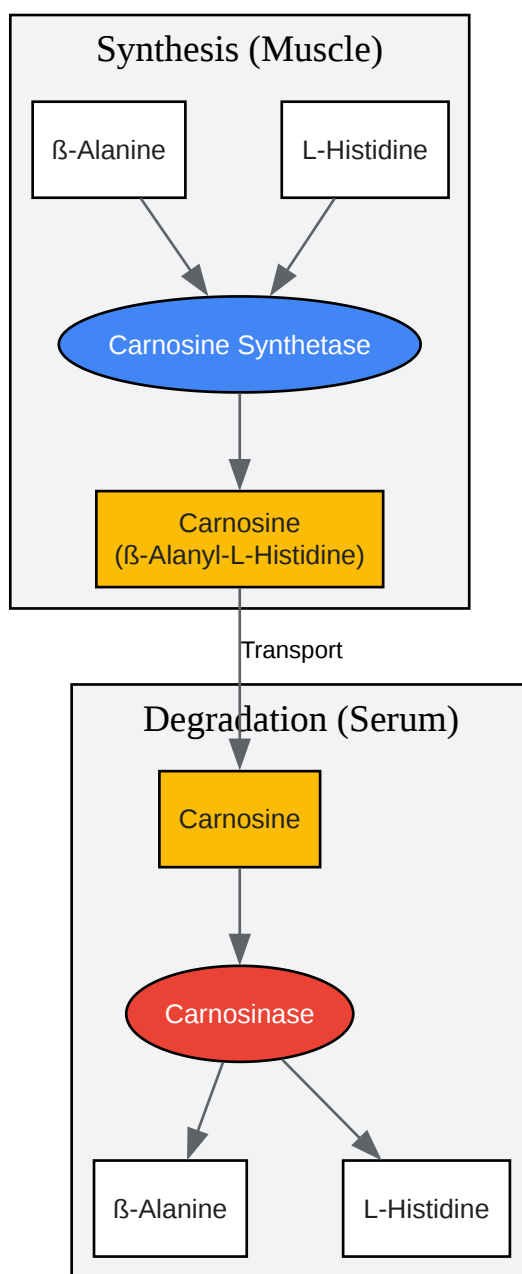 Synthesis (Muscle)
ß-Alanine
L-Histidine
Carnosine Synthetase
Carnosine
(ß-Alanyl-L-Histidine)
Transport
Degradation (Serum)
Carnosine
Carnosinase
ß-Alanine
L-Histidine